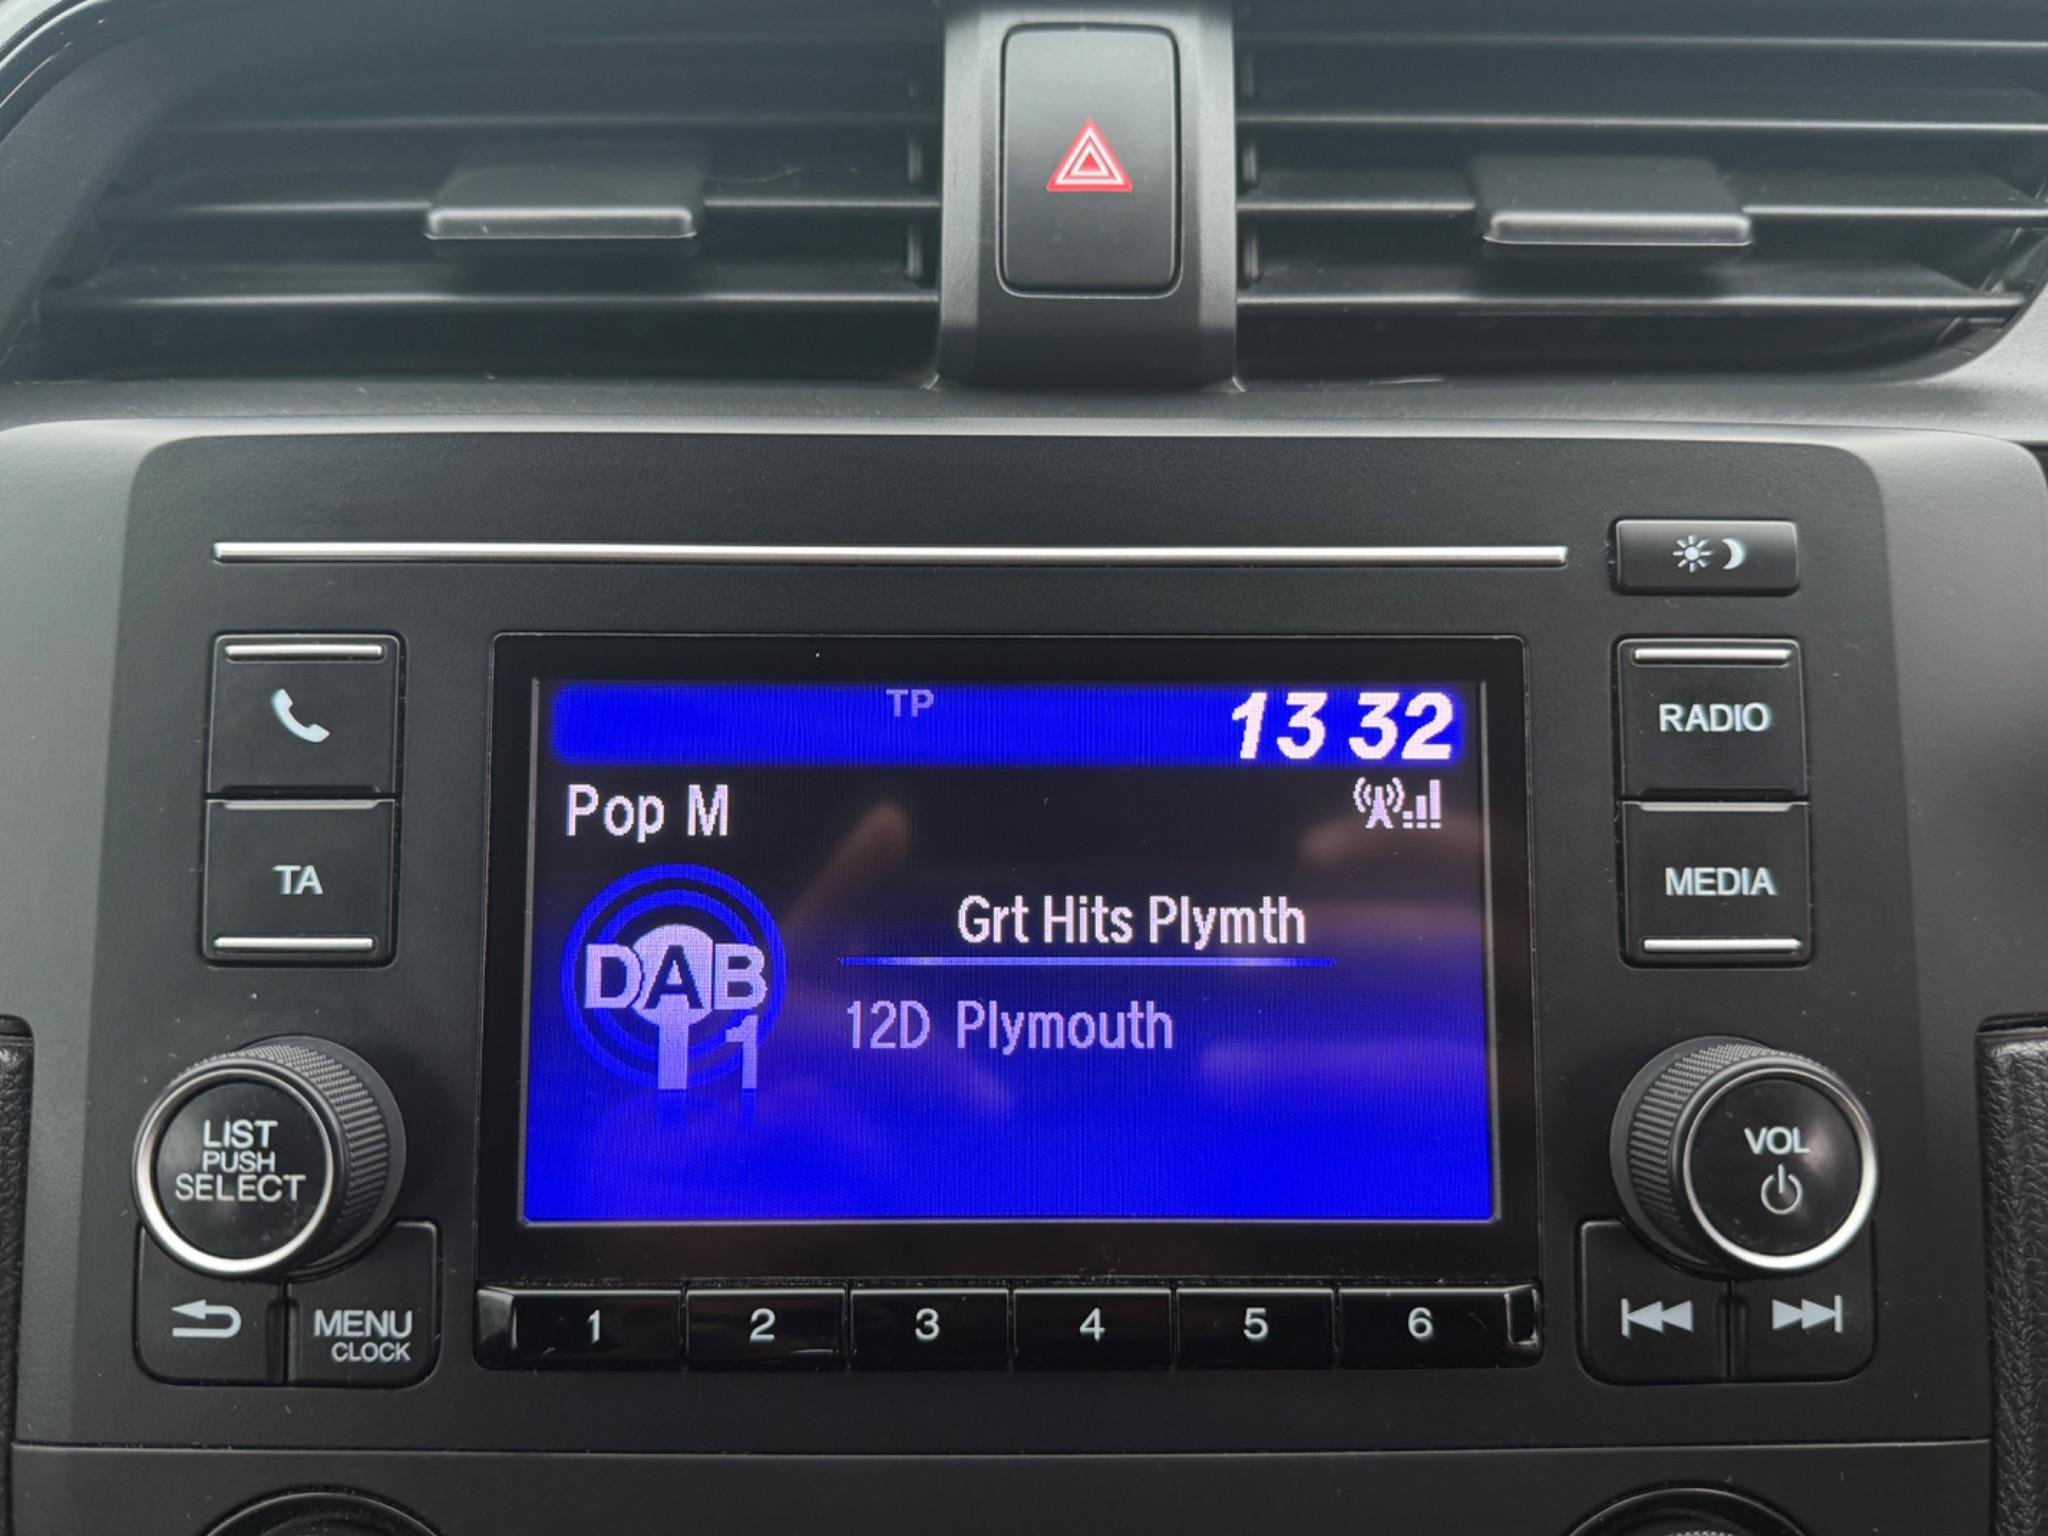 TP
13 32
Pop M
Grt Hits Plymth
DAB
1
12D Plymouth
RADIO
TA
MEDIA
LIST
PUSH
SELECT
VOL
MENU
CLOCK
1 2 3 4 5 6